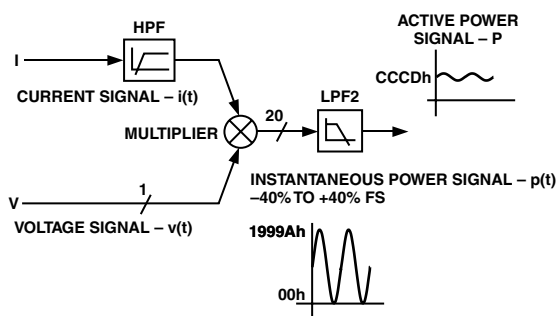 HPF
I
CURRENT SIGNAL – i(t)
MULTIPLIER
20
LPF2
ACTIVE POWER
SIGNAL – P
CCCDh
1
V
VOLTAGE SIGNAL – v(t)
INSTANTANEOUS POWER SIGNAL – p(t)
–40% TO +40% FS
1999Ah
00h